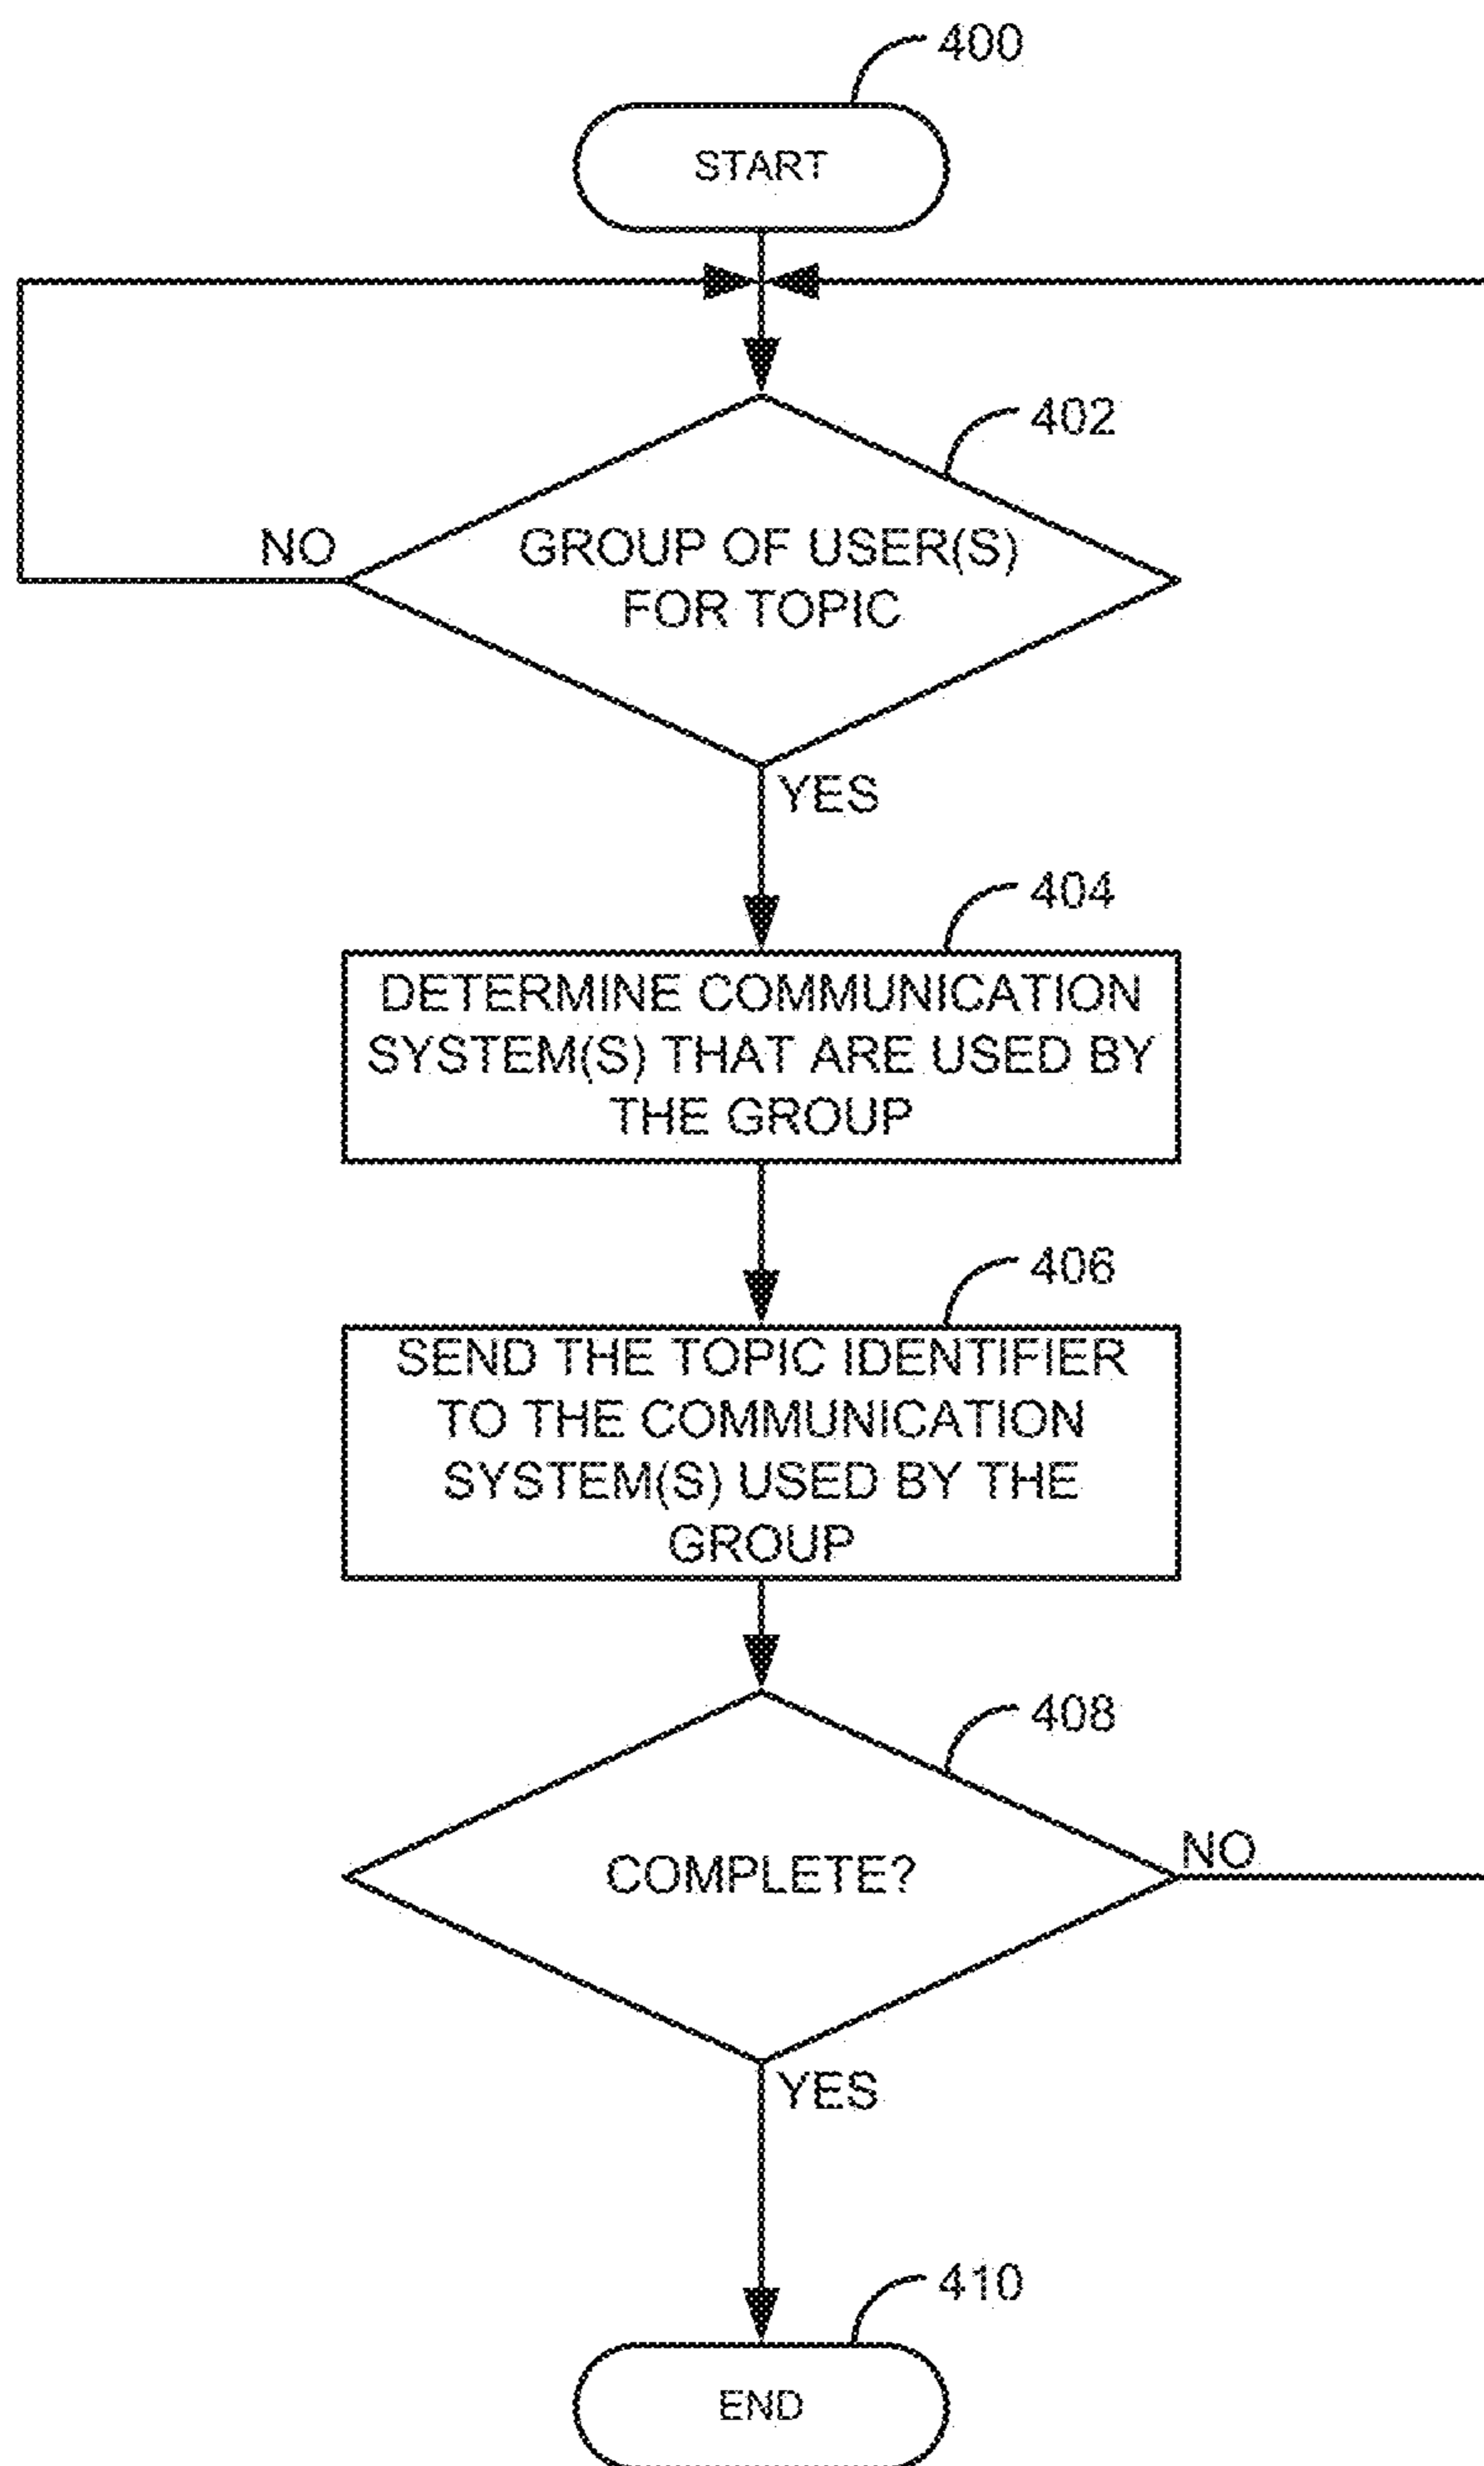 400
START
402
NO
GROUP OF USER(S)
FOR TOPIC
YES
404
DETERMINE COMMUNICATION
SYSTEM(S) THAT ARE USED BY
THE GROUP
406
SEND THE TOPIC IDENTIFIER
TO THE COMMUNICATION
SYSTEM(S) USED BY THE
GROUP
408
COMPLETE?
NO
YES
410
END